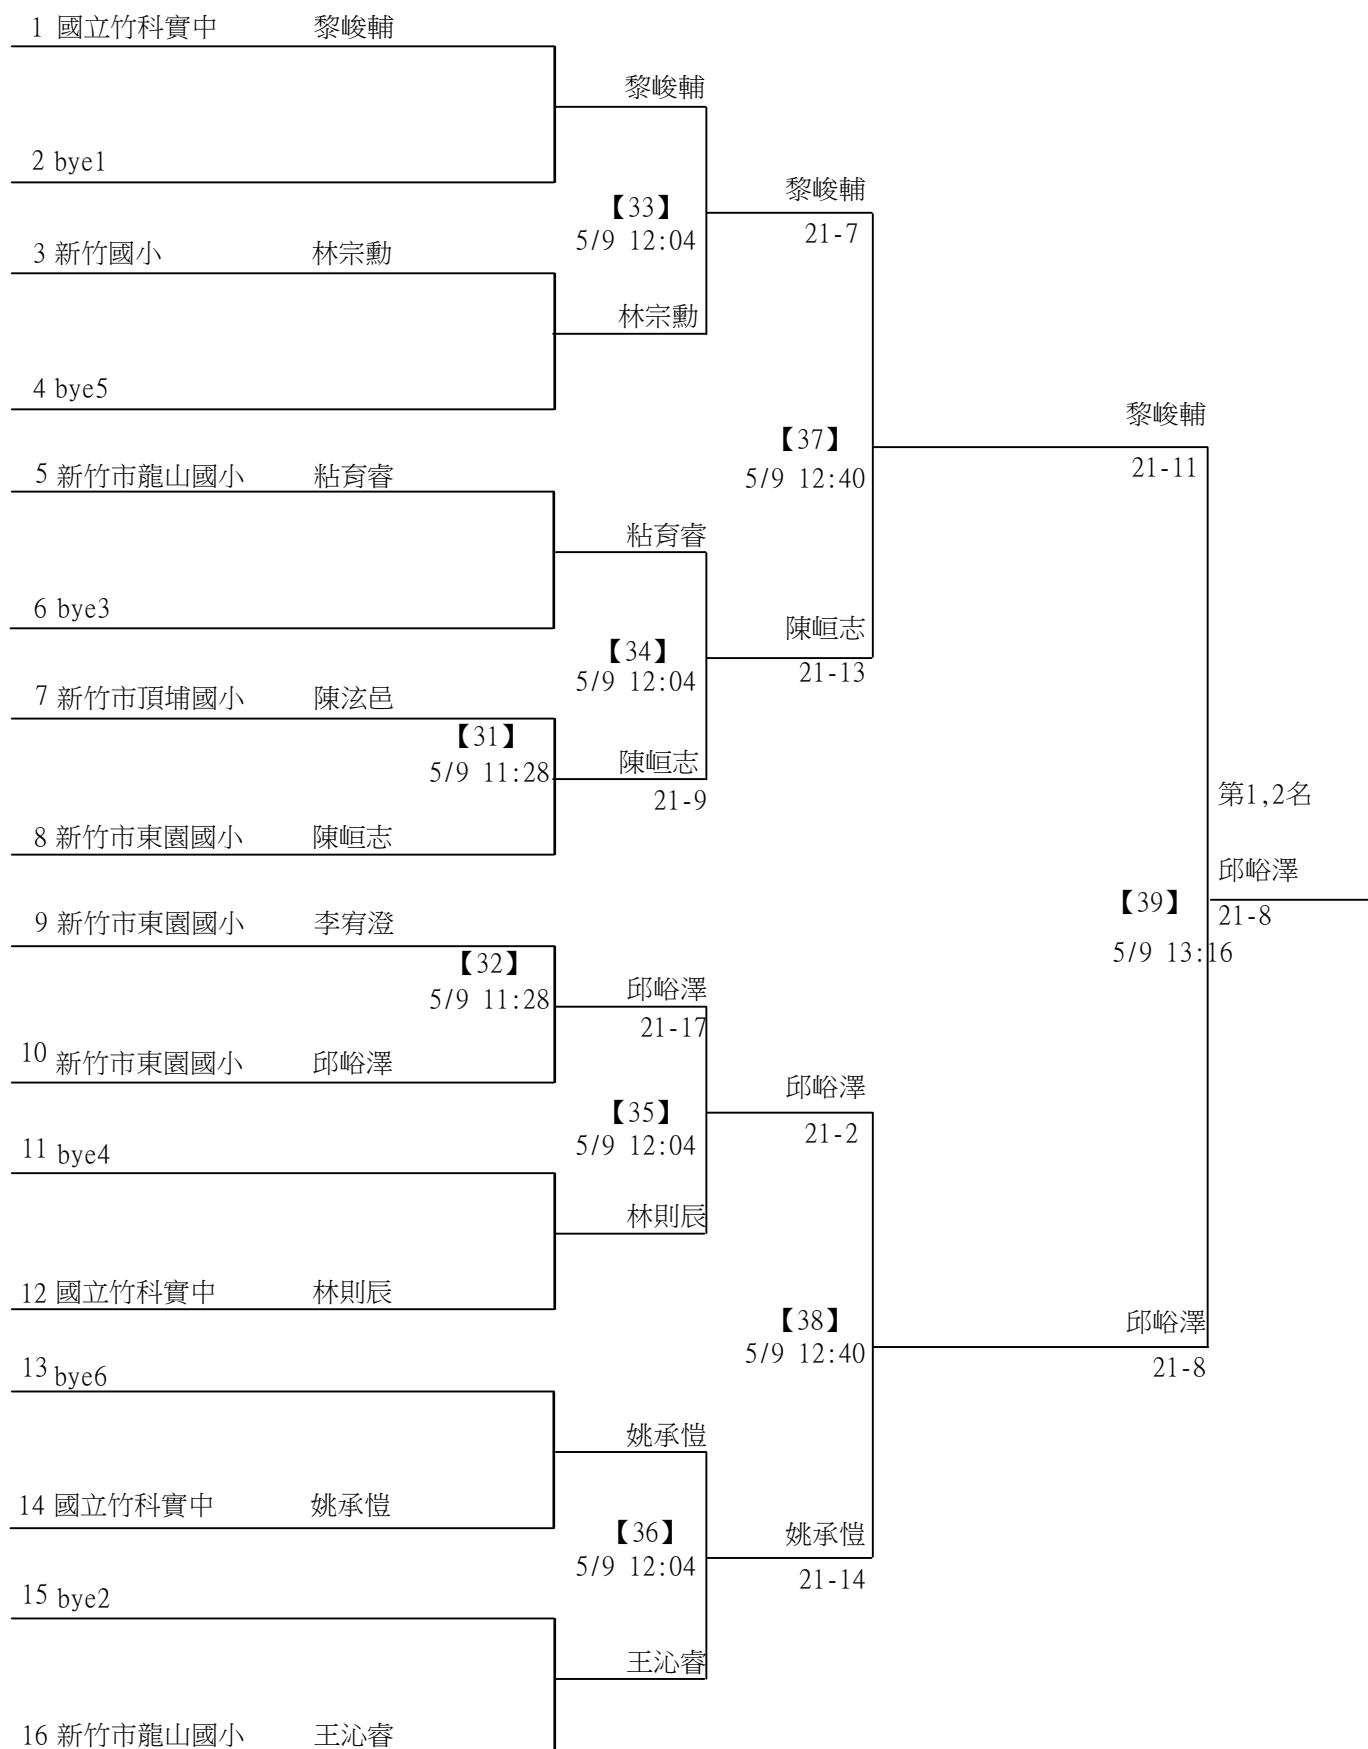 1 國立竹科實中 黎峻輔
黎峻輔
2 bye1
黎峻輔
【33】
5/9 12:04
21-7
3 新竹國小 林宗勳
林宗勳
4 bye5
黎峻輔
【37】
5/9 12:40
21-11
5 新竹市龍山國小 粘育睿
粘育睿
6 bye3
陳峘志
【34】
5/9 12:04
21-13
7 新竹市頂埔國小 陳泫邑
【31】
5/9 11:28
陳峘志
21-9
第1,2名
8 新竹市東園國小 陳峘志
邱峪澤
【39】
21-8
5/9 13:16
9 新竹市東園國小 李宥澄
【32】
5/9 11:28
邱峪澤
21-17
10 新竹市東園國小 邱峪澤
邱峪澤
【35】
5/9 12:04
21-2
11 bye4
林則辰
12 國立竹科實中 林則辰
【38】
5/9 12:40
邱峪澤
21-8
13 bye6
姚承愷
14 國立竹科實中 姚承愷
【36】
5/9 12:04
姚承愷
21-14
15 bye2
王沁睿
16 新竹市龍山國小 王沁睿